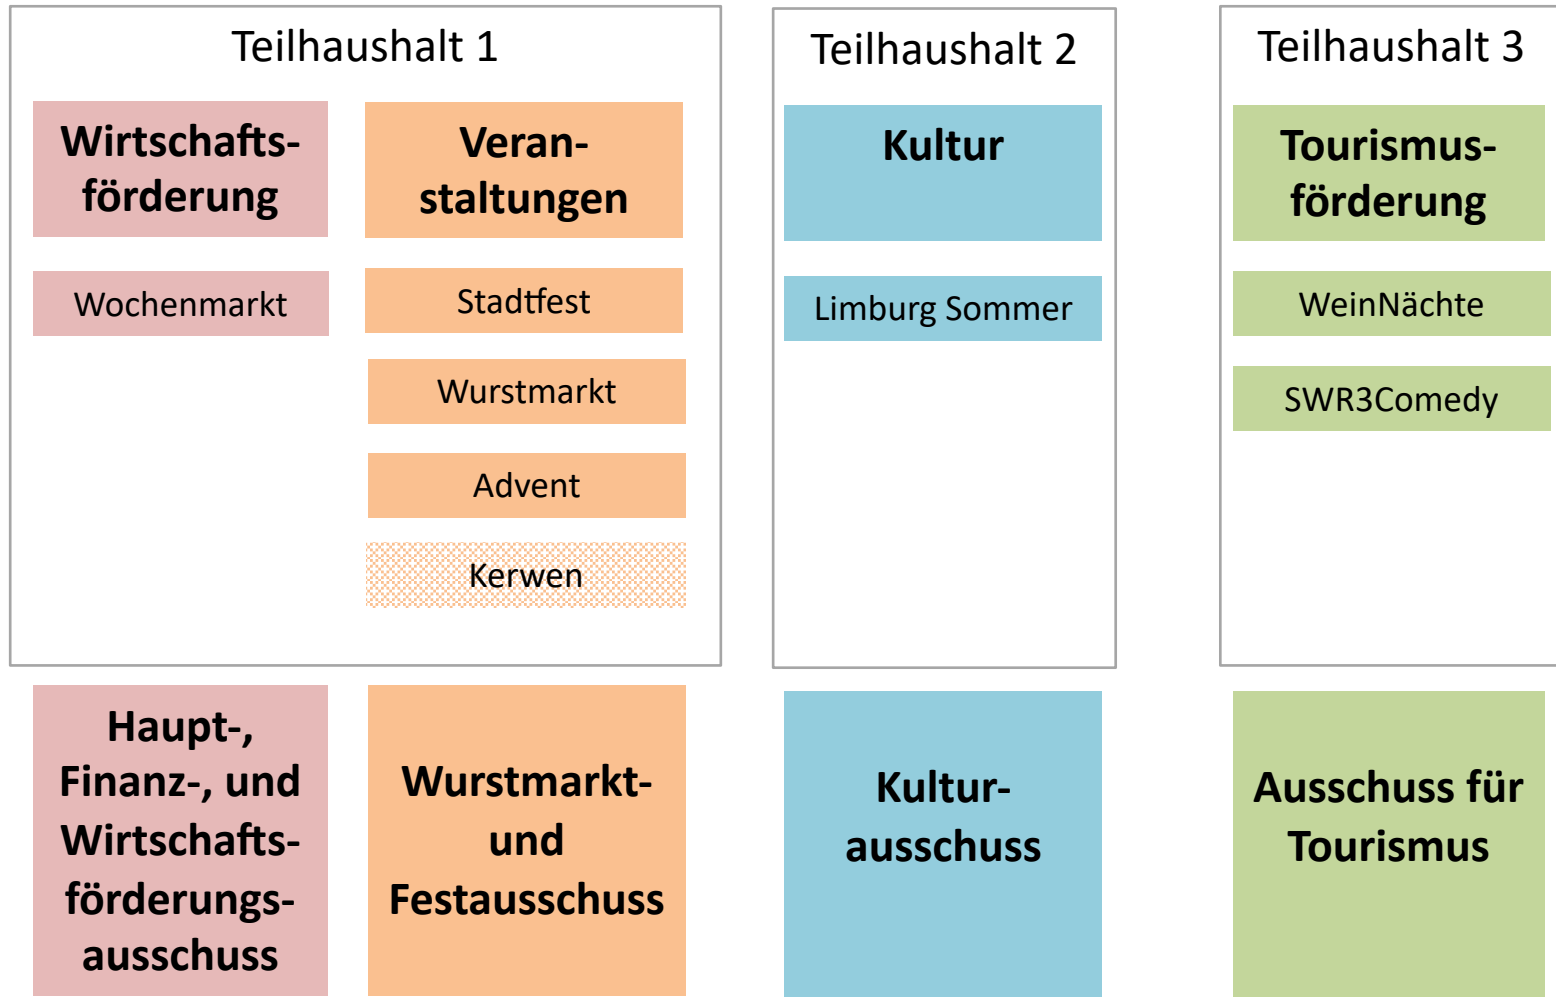 Teilhaushalt 1
Wirtschafts-
förderung
Wochenmarkt
Veran-
staltungen
Stadtfest
Wurstmarkt
Advent
Kerwen
Teilhaushalt 2
Kultur
Limburg Sommer
Teilhaushalt 3
Tourismus-
förderung
WeinNächte
SWR3Comedy
Haupt-,
Finanz-, und
Wirtschafts-
förderungs-
ausschuss
Wurstmarkt-
und
Festausschuss
Kultur-
ausschuss
Ausschuss für
Tourismus